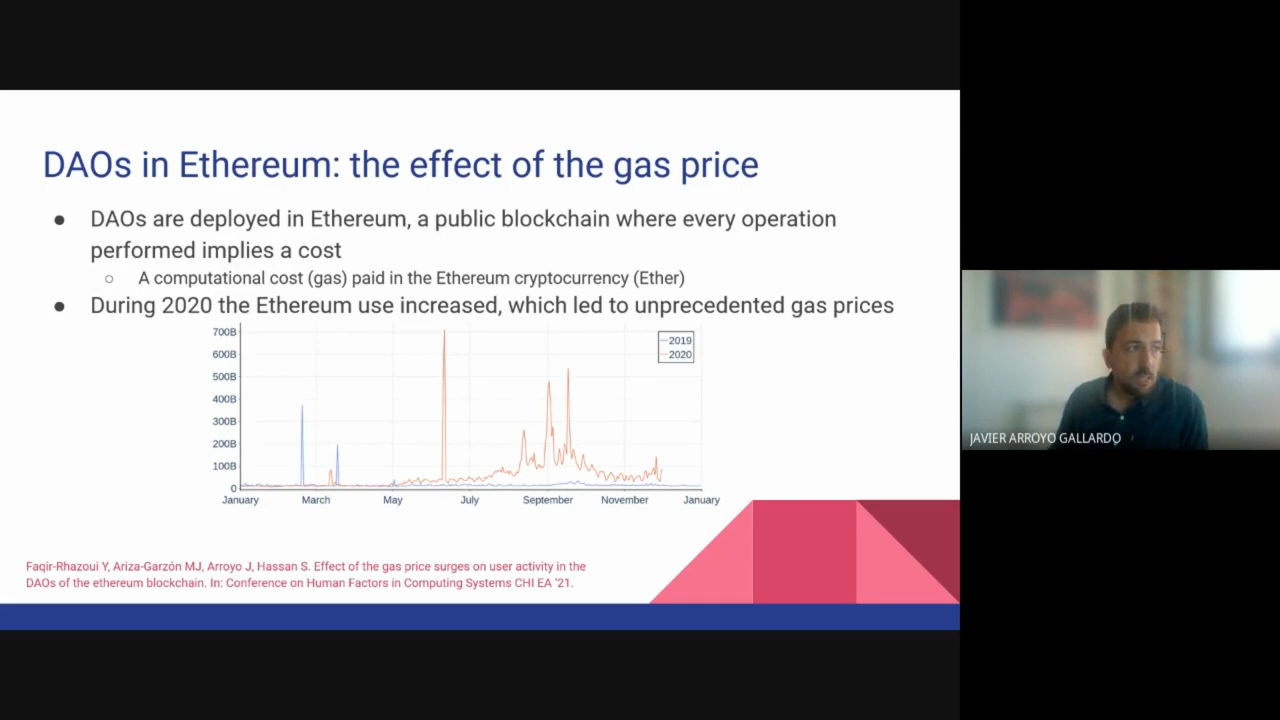 DAOs in Ethereum: the effect of the gas price
● DAOs are deployed in Ethereum, a public blockchain where every operation
performed implies a cost
○ A computational cost (gas) paid in the Ethereum cryptocurrency (Ether)
● During 2020 the Ethereum use increased, which led to unprecedented gas prices
700B
600B
500B
400B
300B
200B
100B
0
2019
2020
January March May July September November January
Faqir-Rhazoui Y, Ariza-Garzón MJ, Arroyo J, Hassan S. Effect of the gas price surges on user activity in the
DAOs of the ethereum blockchain. In: Conference on Human Factors in Computing Systems CHI EA '21.
JAVIER ARROYO GALLARDO